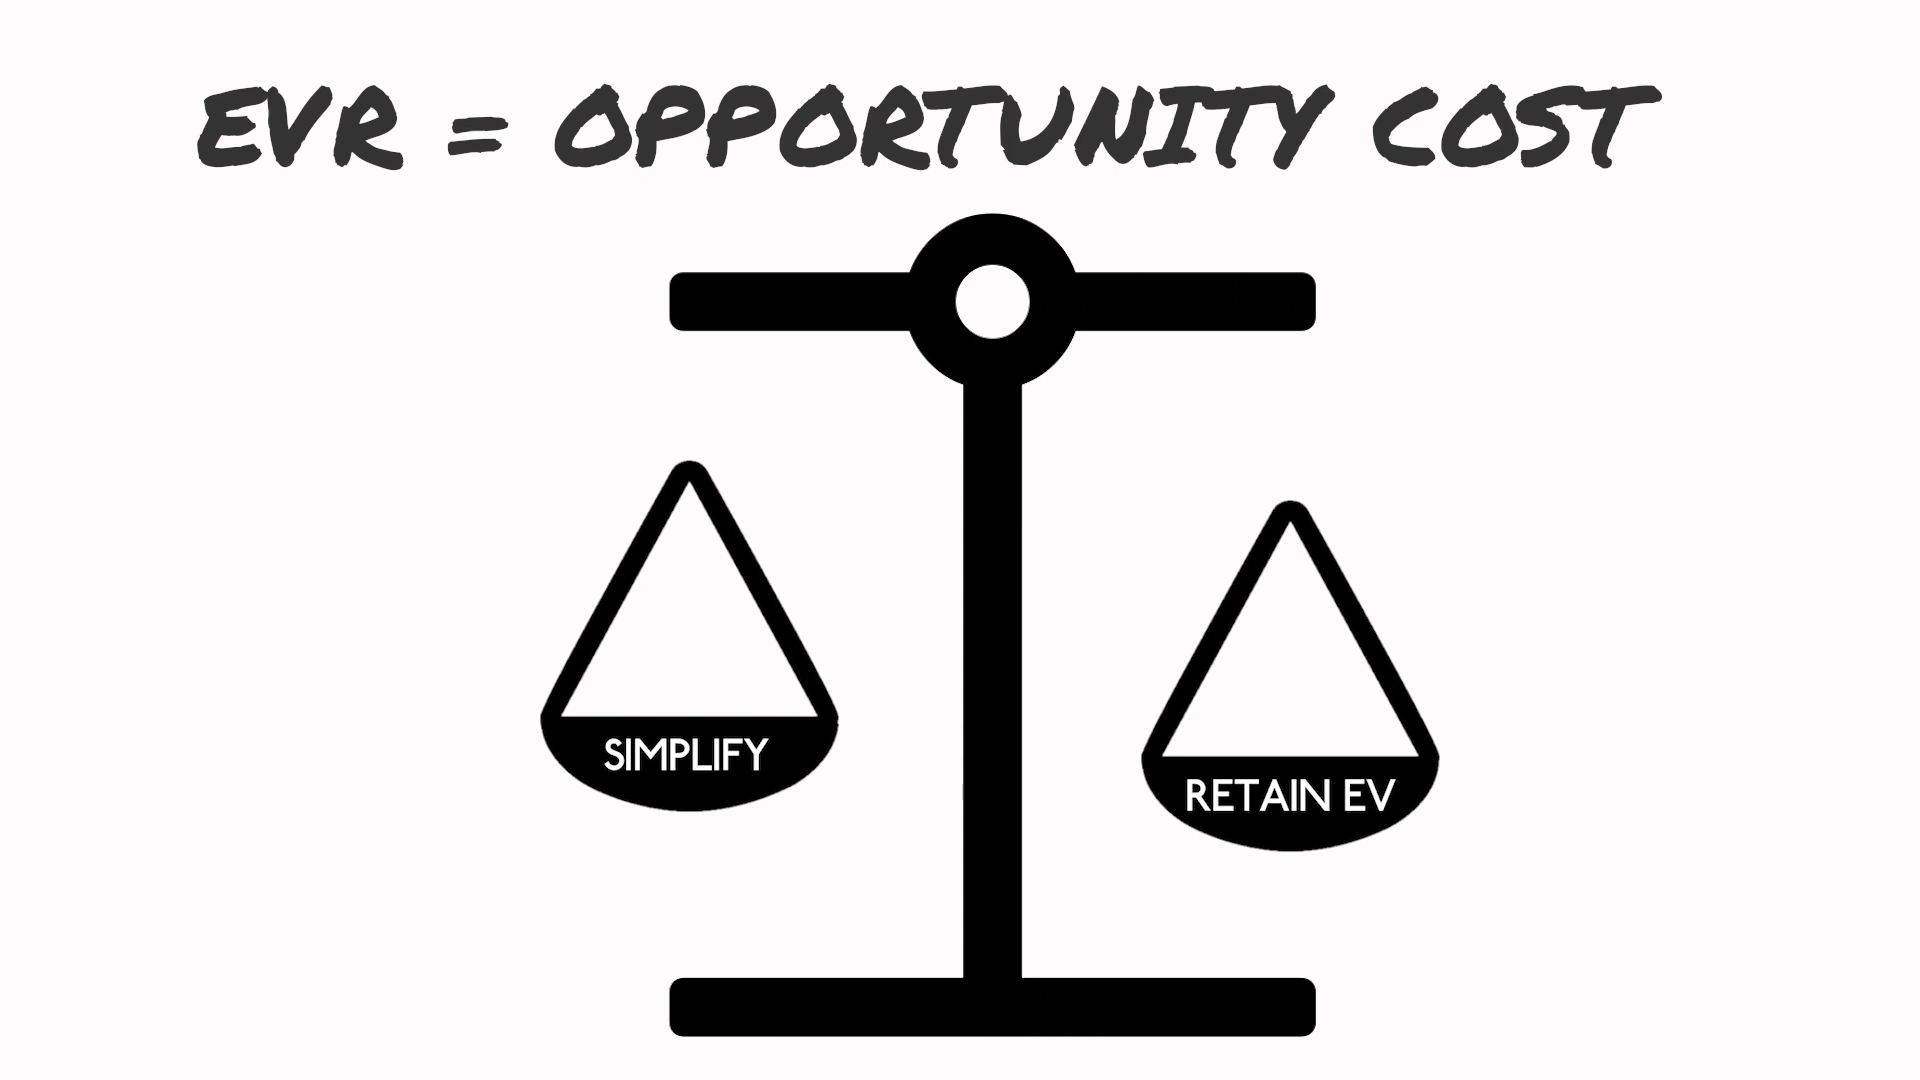 EVR = OPPORTUNITY COST
SIMPLIFY
RETAIN EV